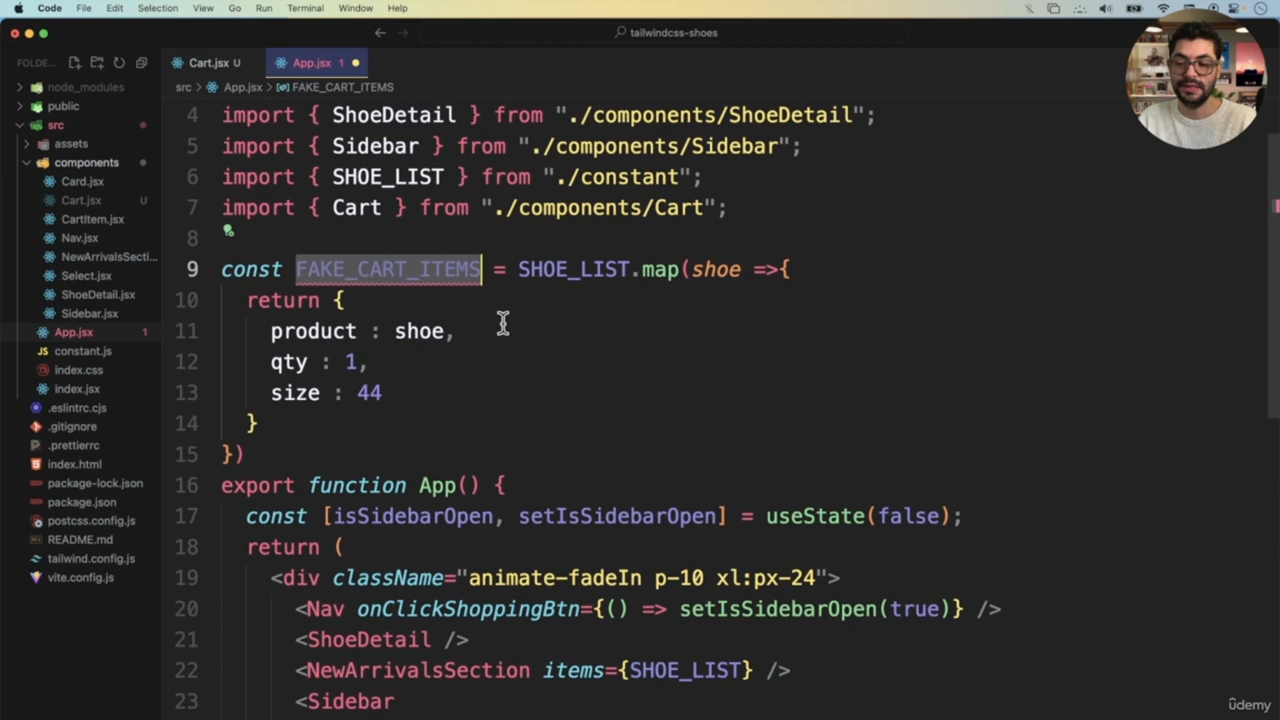 Code File Edit Selection View Go Run Terminal Window Help
tailwindcss-shoes
FOLDE...
Cart.jsx U
App.jsx 1
src > App.jsx > FAKE_CART_ITEMS
node_modules
public
src
assets
components
Card.jsx
Cart.jsx U
CartItem.jsx
Nav.jsx
NewArrivalsSecti...
Select.jsx
ShoeDetail.jsx
Sidebar.jsx
App.jsx 1
constant.js
index.css
index.jsx
.eslintrc.cjs
.gitignore
.prettierrc
index.html
package-lock.json
package.json
postcss.config.js
README.md
tailwind.config.js
vite.config.js
4 import { ShoeDetail } from "./components/ShoeDetail";
5 import { Sidebar } from "./components/Sidebar";
6 import { SHOE_LIST } from "./constant";
7 import { Cart } from "./components/Cart";
8
9 const FAKE_CART_ITEMS = SHOE_LIST.map(shoe =>{
10 return {
11 product : shoe,
12 qty : 1,
13 size : 44
14 }
15 })
16 export function App() {
17 const [isSidebarOpen, setIsSidebarOpen] = useState(false);
18 return (
19 <div className="animate-fadeIn p-10 xl:px-24">
20 <Nav onClickShoppingBtn={() => setIsSidebarOpen(true)} />
21 <ShoeDetail />
22 <NewArrivalsSection items={SHOE_LIST} />
23 <Sidebar
ûdemy